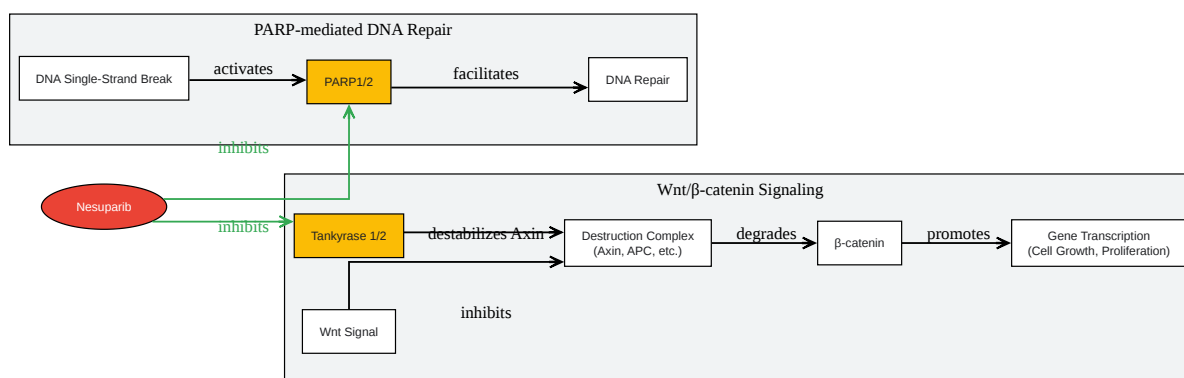 PARP-mediated DNA Repair
DNA Single-Strand Break
activates
PARP1/2
facilitates
DNA Repair
inhibits
Nesuparib
inhibits
Wnt/β-catenin Signaling
Tankyrase 1/2
destabilizes Axin
Destruction Complex
(Axin, APC, etc.)
degrades
β-catenin
promotes
Gene Transcription
(Cell Growth, Proliferation)
Wnt Signal
inhibits